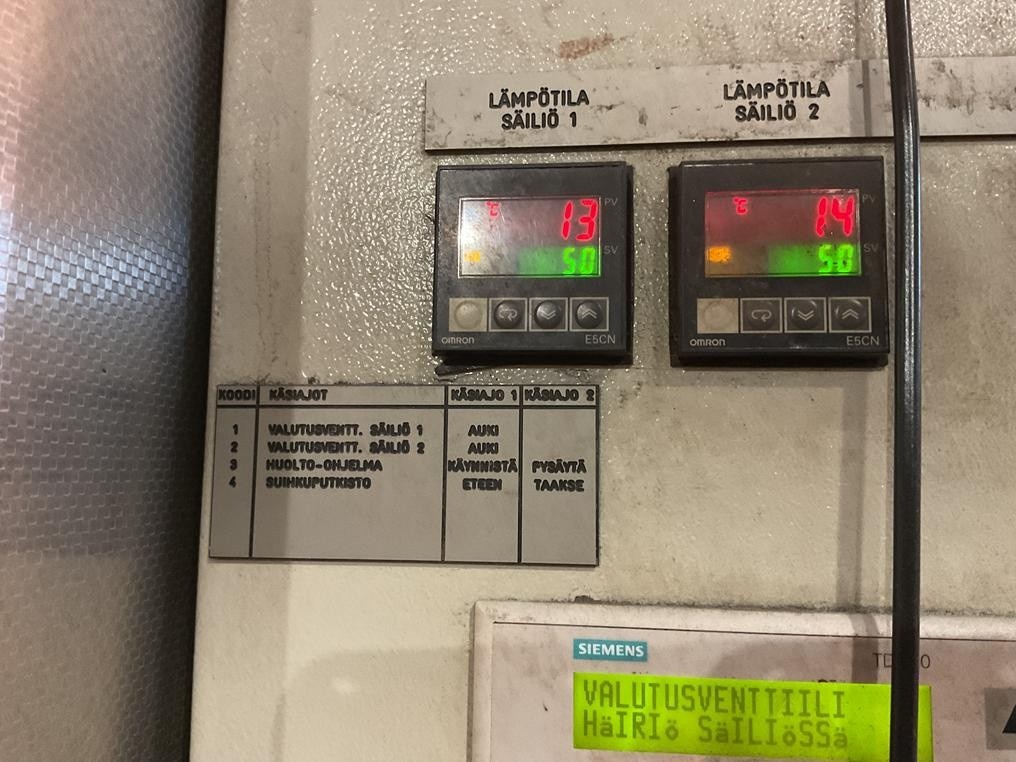 LÄMPÖTILA
SÄILIÖ 1
LÄMPÖTILA
SÄILIÖ 2
°C 13 PV
50 SV
OMRON E5CN
°C 14 PV
50 SV
OMRON E5CN
KOODI KÄSIAJOT KÄSIAJO 1 KÄSIAJO 2
1 VALUTUSVENTT. SÄILIÖ 1 AUKI
2 VALUTUSVENTT. SÄILIÖ 2 AUKI
3 HUOLTO-OHJELMA KÄYNNISTÄ PYSÄYTÄ
4 SUIHKUPUTKISTO ETEEN TAAKSE
SIEMENS
VALUTUSVENTTIILI
HäIRIö SäILIöSSä